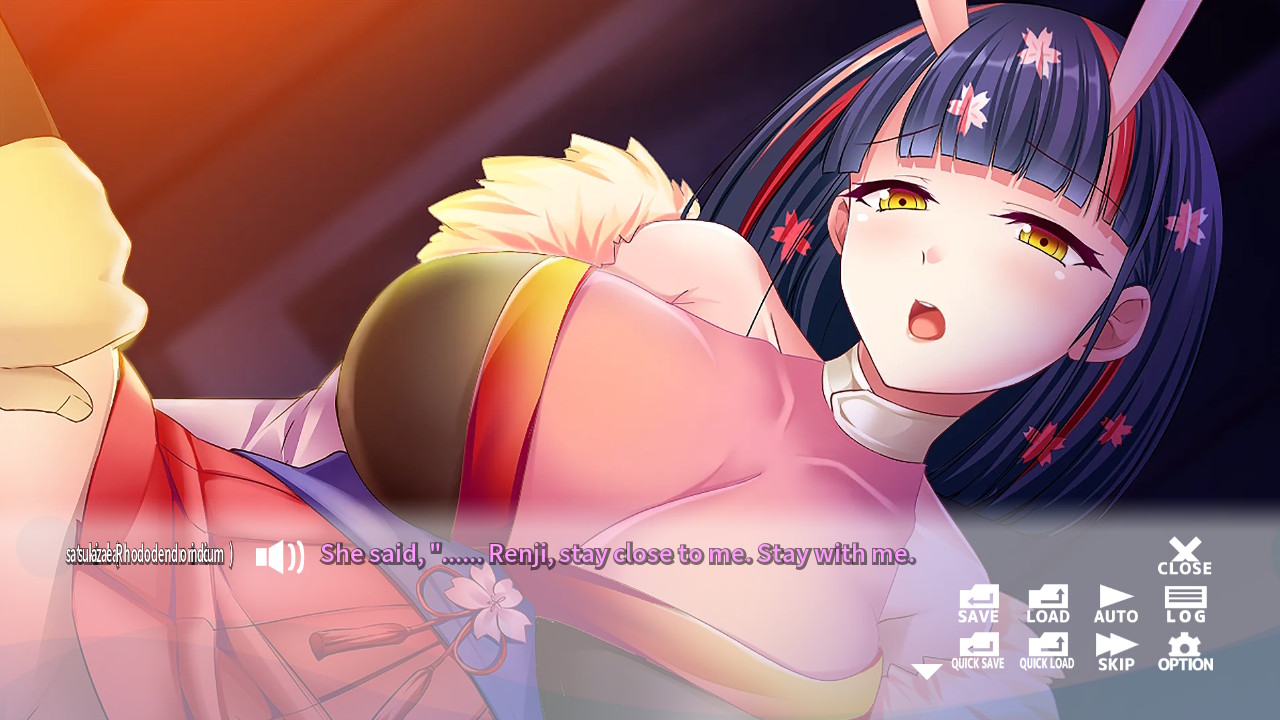 She said, "...... Renji, stay close to me. Stay with me.
CLOSE
SAVE LOAD AUTO LOG
QUICK SAVE QUICK LOAD SKIP OPTION